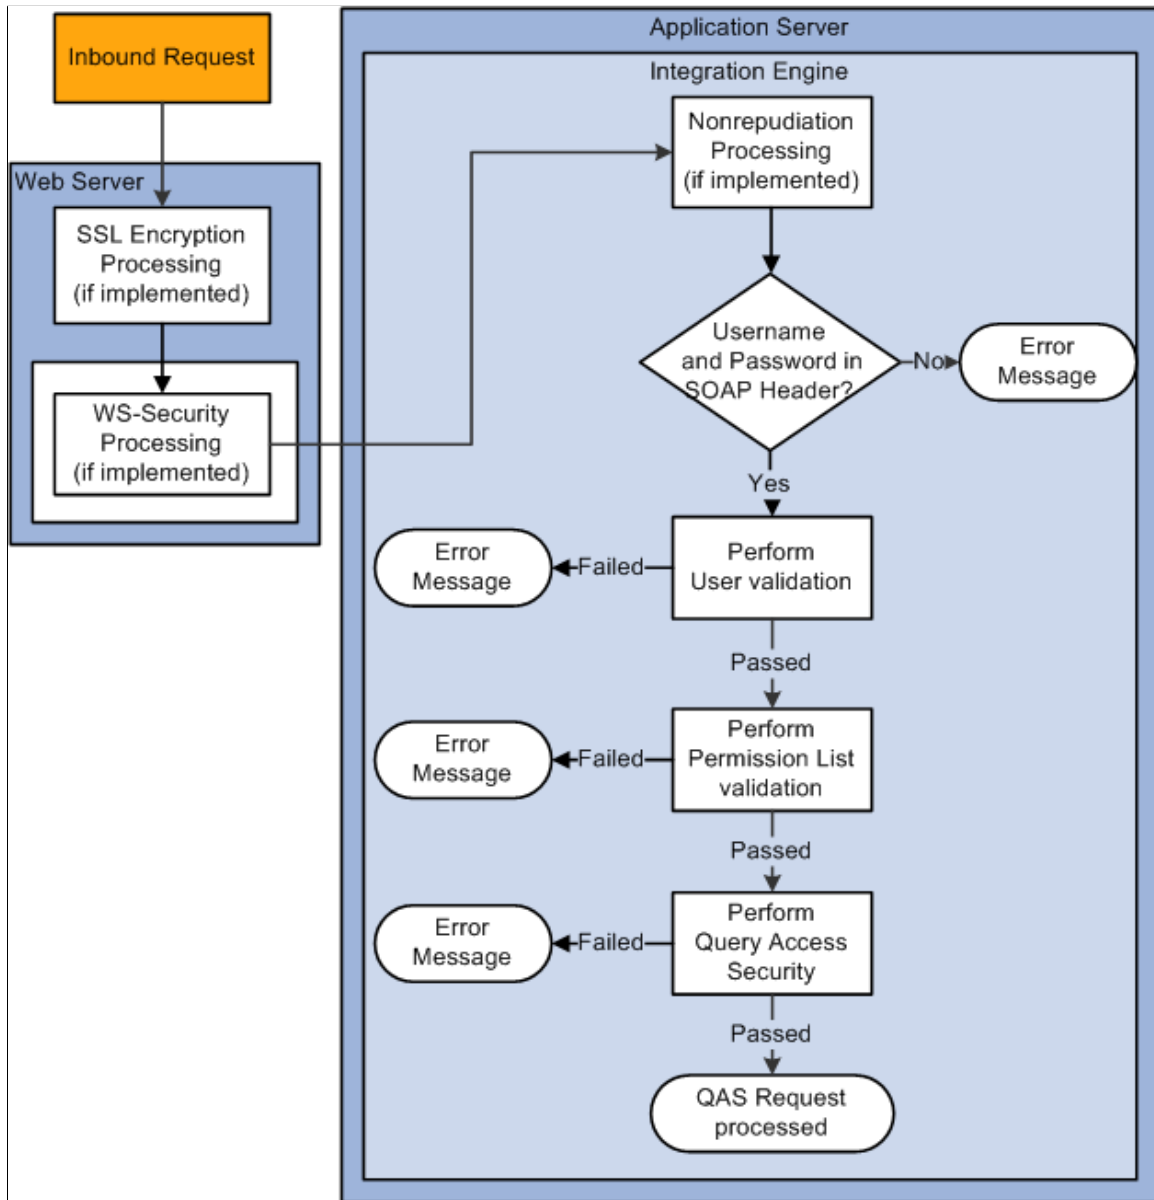 Inbound Request
Web Server
SSL Encryption
Processing
(if implemented)
WS-Security
Processing
(if implemented)
Application Server
Integration Engine
Nonrepudiation
Processing
(if implemented)
Username
and Password in
SOAP Header?
No
Error
Message
Yes
Perform
User validation
Failed
Error
Message
Passed
Perform
Permission List
validation
Failed
Error
Message
Passed
Perform
Query Access
Security
Failed
Error
Message
Passed
QAS Request
processed